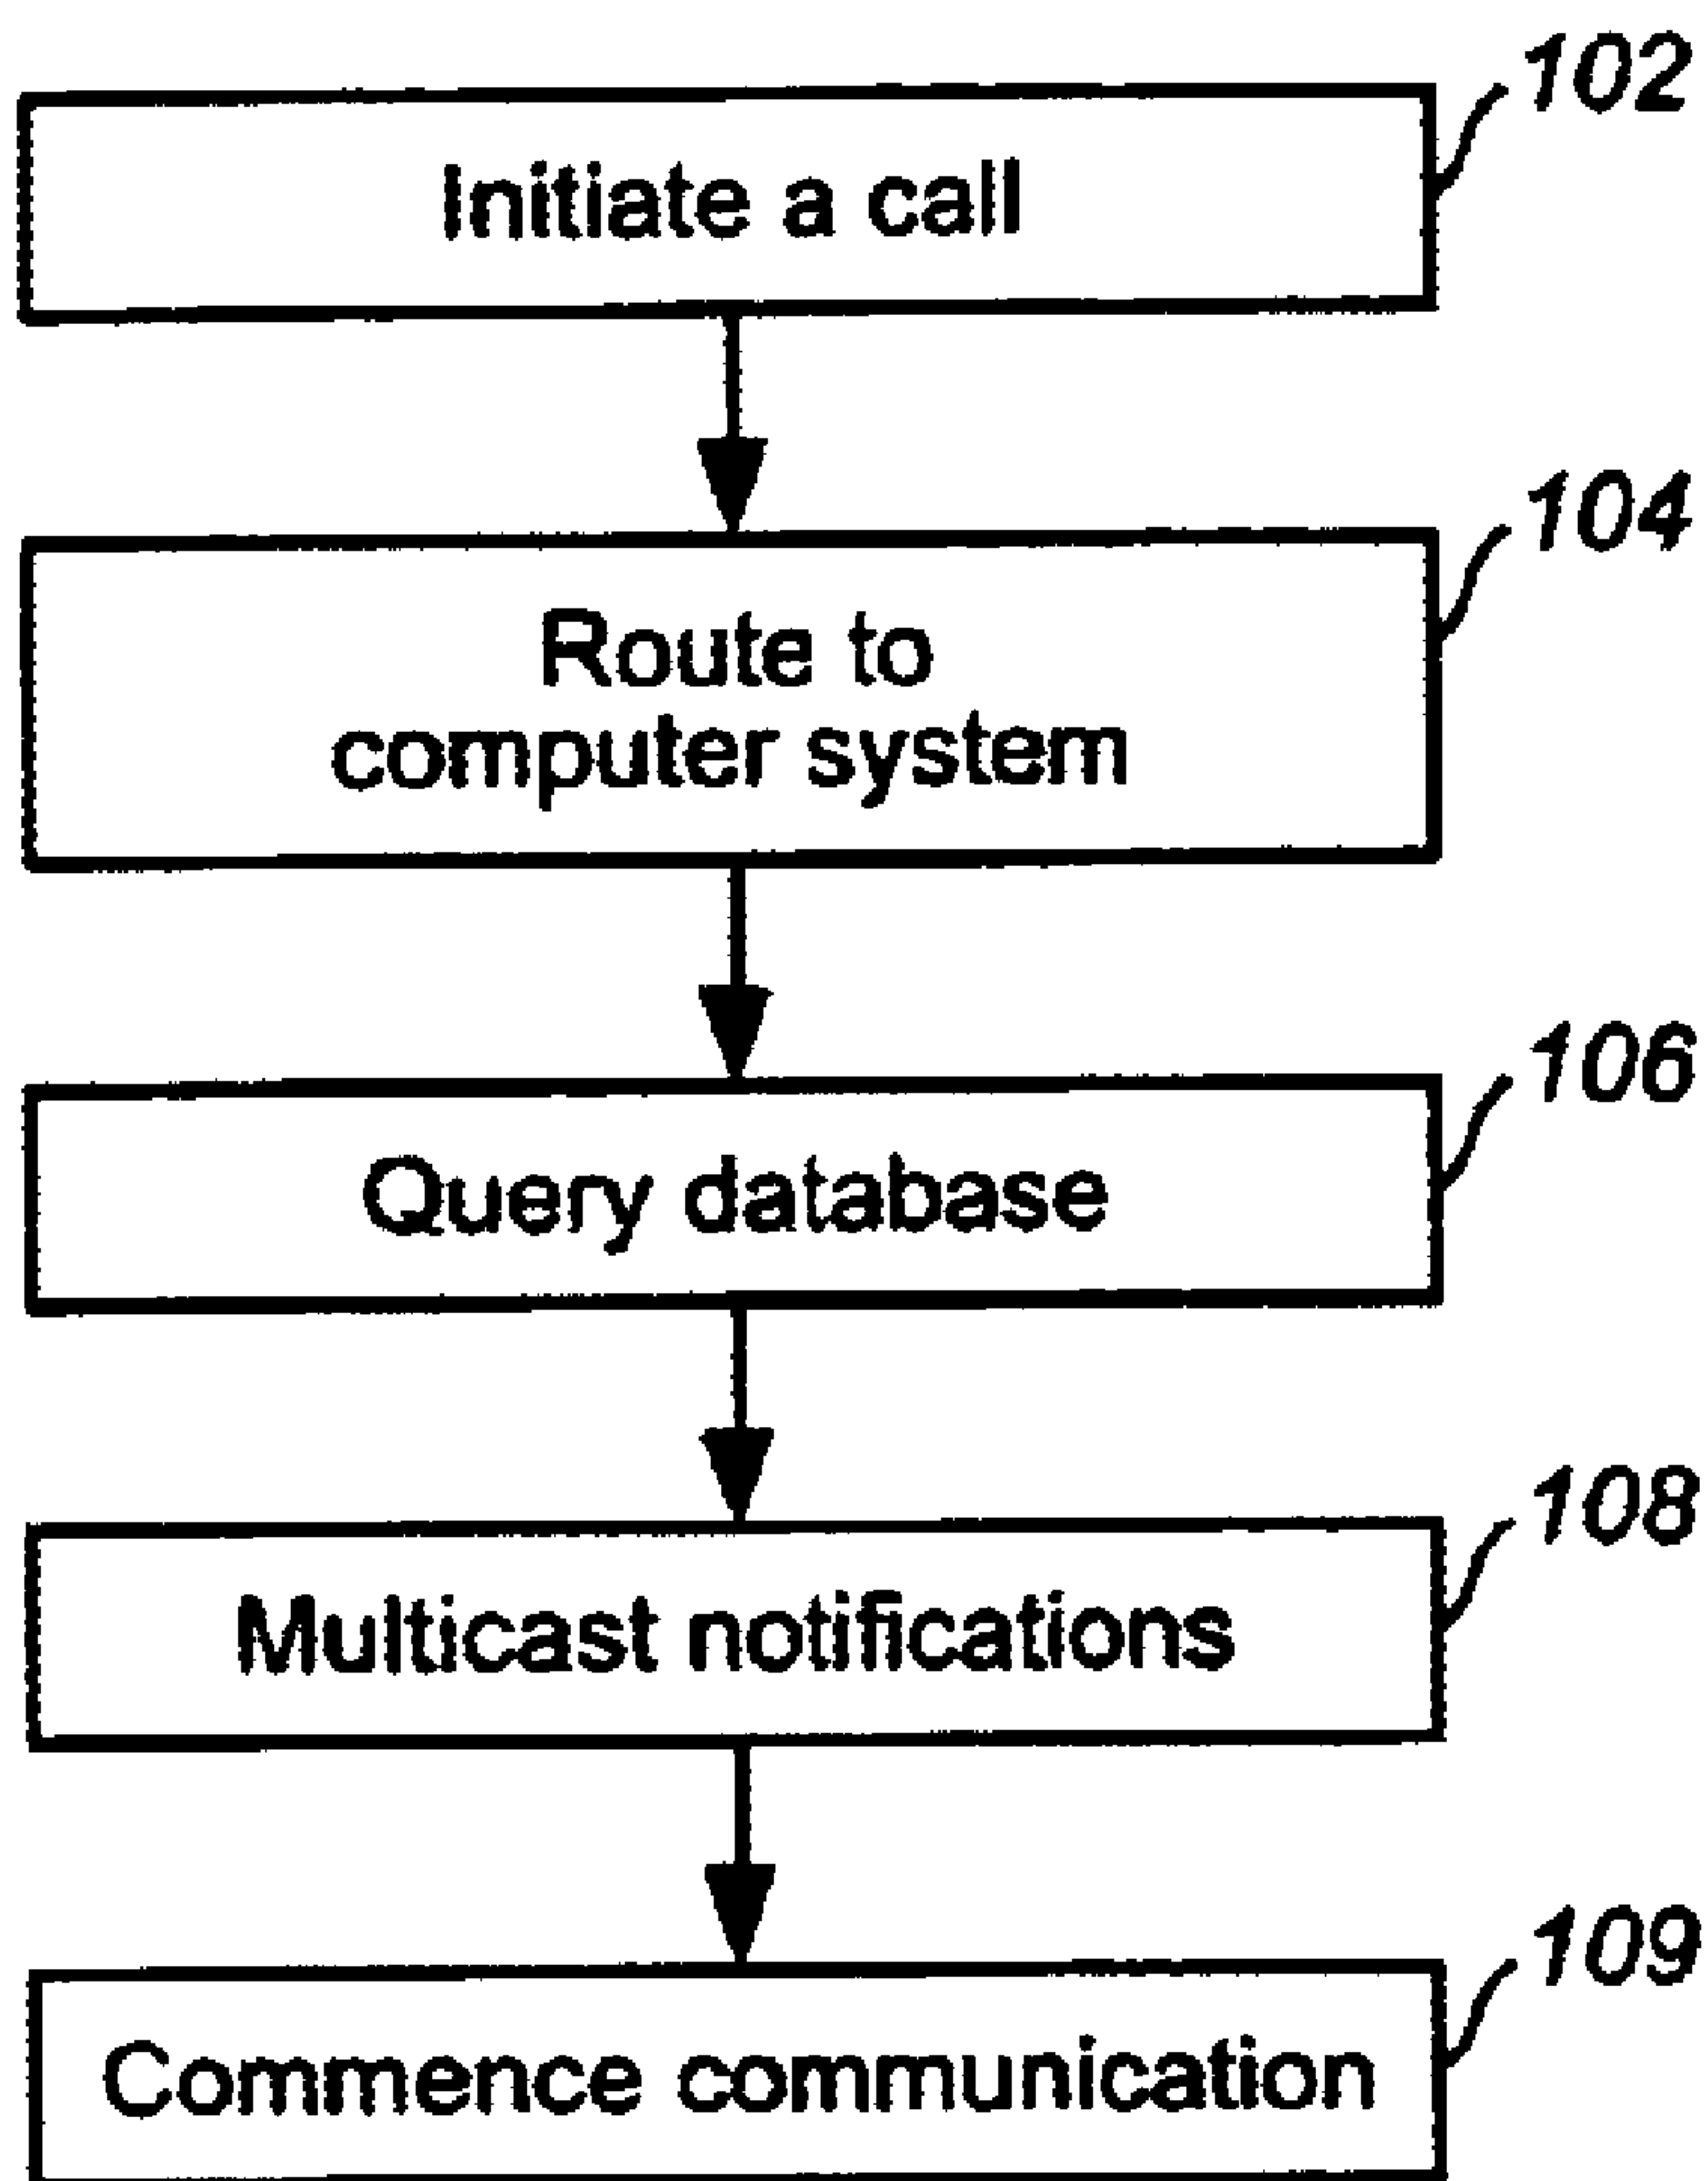 102
Initiate a call
104
Route to
computer system
106
Query database
108
Multicast notifications
109
Commence communication